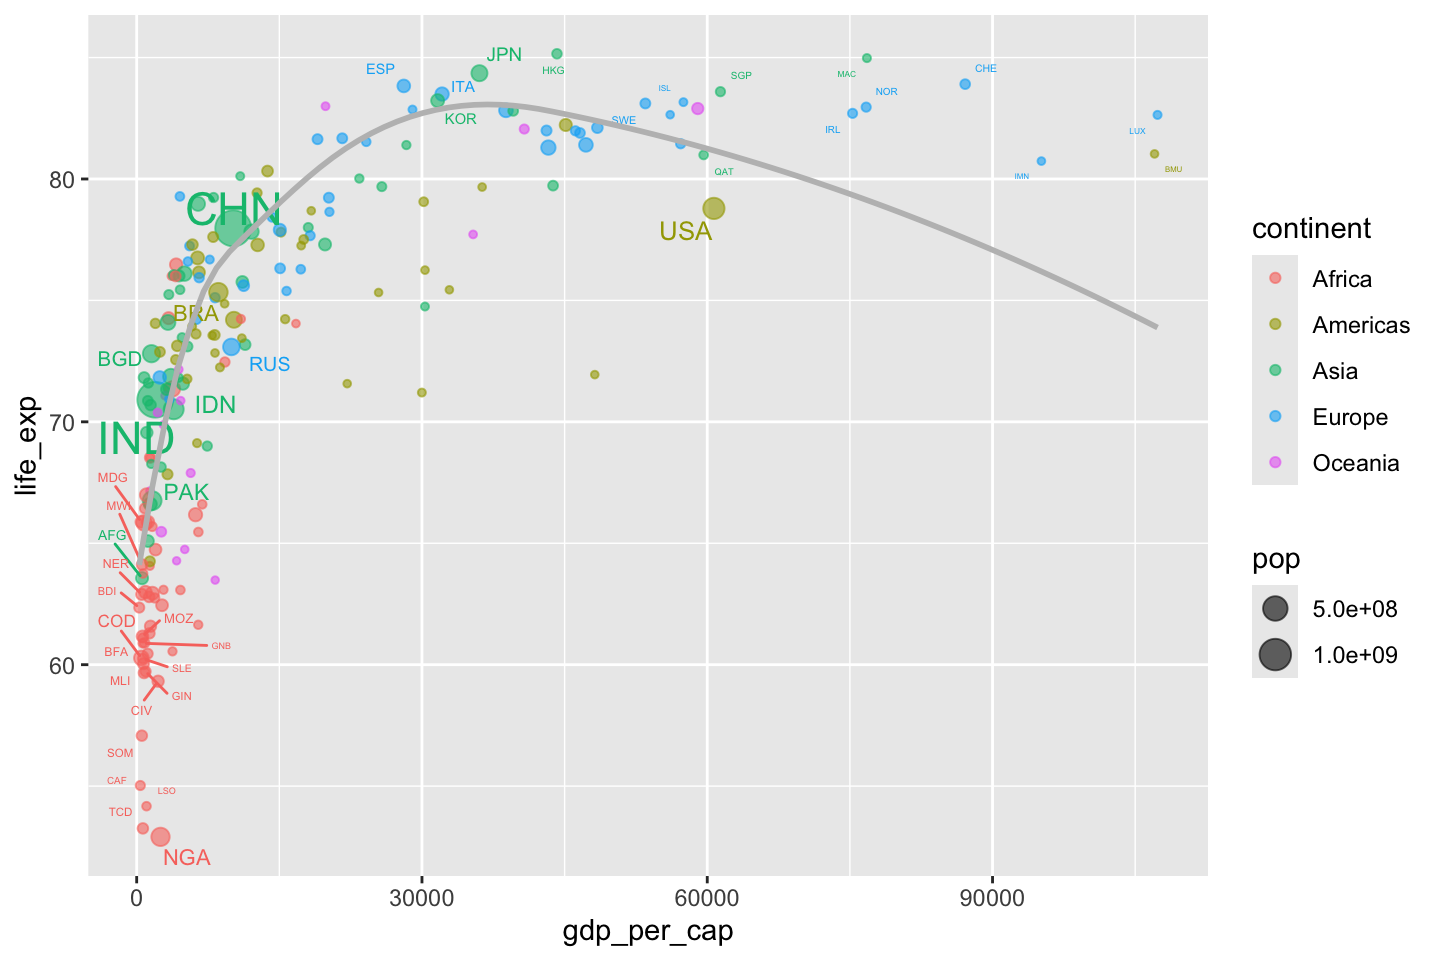 life_exp
80
70
60
JPN
ESP
HKG
SGP
MAC
CHE
ITA
ISL
NOR
KOR
SWE
IRL
LUX
QAT
IMN
BMU
CHN
USA
BRA
BGD
RUS
IDN
IND
MDG
PAK
MWI
AFG
NER
BDI
COD
MOZ
GNB
BFA
SLE
MLI
GIN
CIV
SOM
CAF
LSO
TCD
NGA
0
30000
60000
90000
gdp_per_cap
continent
Africa
Americas
Asia
Europe
Oceania
pop
5.0e+08
1.0e+09